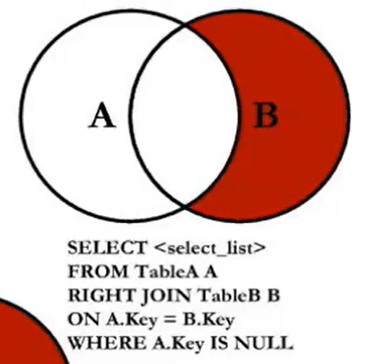 A B
SELECT <select_list>
FROM TableA A
RIGHT JOIN TableB B
ON A.Key = B.Key
WHERE A.Key IS NULL